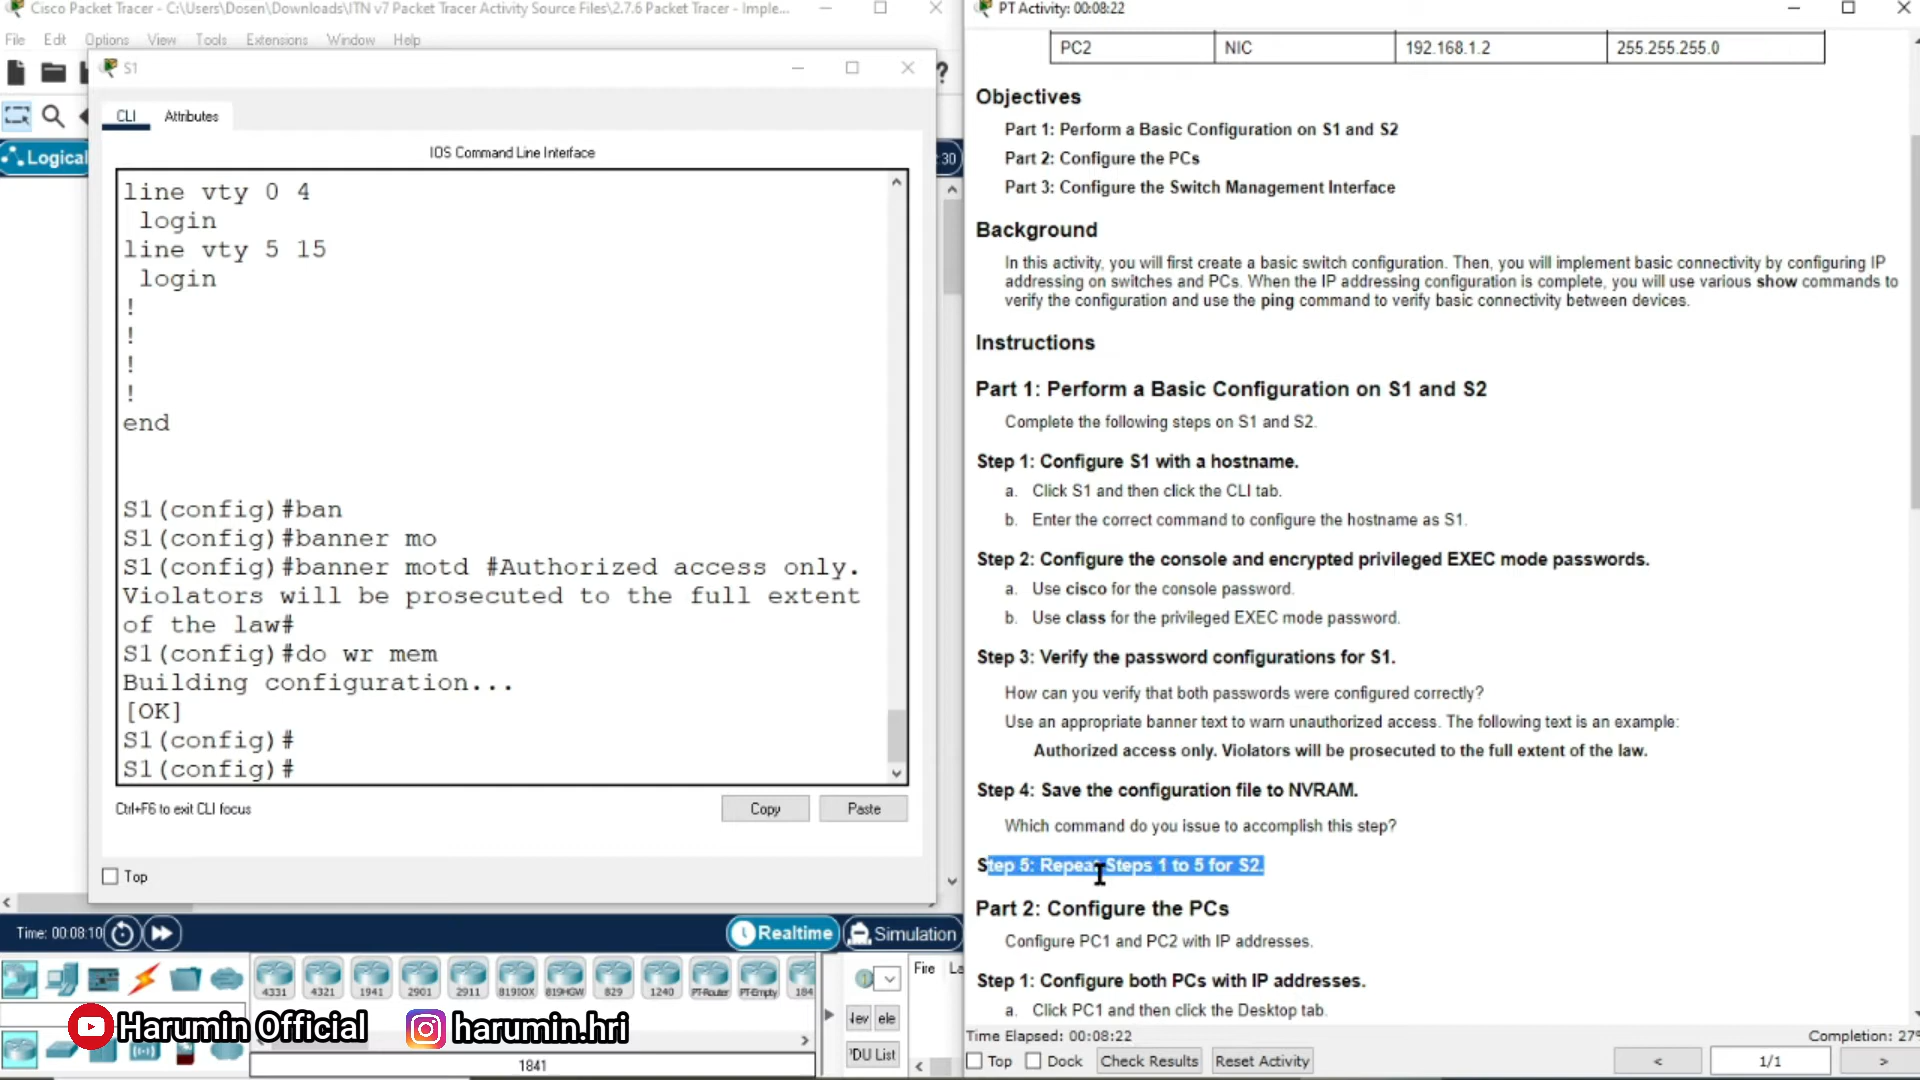 Cisco Packet Tracer - C:\Users\Dosen\Downloads\ITN v7 Packet Tracer Activity Source Files\2.7.6 Packet Tracer - Imple...
File Edit Options View Tools Extensions Window Help
S1
CLI Attributes
Logical
:30
IOS Command Line Interface
line vty 0 4
login
line vty 5 15
login
!
!
!
!
end
S1(config)#ban
S1(config)#banner mo
S1(config)#banner motd #Authorized access only.
Violators will be prosecuted to the full extent
of the law#
S1(config)#do wr mem
Building configuration...
[OK]
S1(config)#
S1(config)#
Ctrl+F6 to exit CLI focus
Copy Paste
Top
Time: 00:08:10
Realtime Simulation
4331 4321 1941 2901 2911 819IOX 819HGW 829 1240 PT-Router PT-Empty 184
Fire La
lev ele
'DU List
1841
Harumin Official harumin.hri
PT Activity: 00:08:22
PC2 NIC 192.168.1.2 255.255.255.0
Objectives
Part 1: Perform a Basic Configuration on S1 and S2
Part 2: Configure the PCs
Part 3: Configure the Switch Management Interface
Background
In this activity, you will first create a basic switch configuration. Then, you will implement basic connectivity by configuring IP
addressing on switches and PCs. When the IP addressing configuration is complete, you will use various show commands to
verify the configuration and use the ping command to verify basic connectivity between devices.
Instructions
Part 1: Perform a Basic Configuration on S1 and S2
Complete the following steps on S1 and S2.
Step 1: Configure S1 with a hostname.
a. Click S1 and then click the CLI tab.
b. Enter the correct command to configure the hostname as S1.
Step 2: Configure the console and encrypted privileged EXEC mode passwords.
a. Use cisco for the console password.
b. Use class for the privileged EXEC mode password.
Step 3: Verify the password configurations for S1.
How can you verify that both passwords were configured correctly?
Use an appropriate banner text to warn unauthorized access. The following text is an example:
Authorized access only. Violators will be prosecuted to the full extent of the law.
Step 4: Save the configuration file to NVRAM.
Which command do you issue to accomplish this step?
Step 5: Repeat Steps 1 to 5 for S2.
Part 2: Configure the PCs
Configure PC1 and PC2 with IP addresses.
Step 1: Configure both PCs with IP addresses.
a. Click PC1 and then click the Desktop tab.
Time Elapsed: 00:08:22 Completion: 27%
Top Dock Check Results Reset Activity < 1/1 >